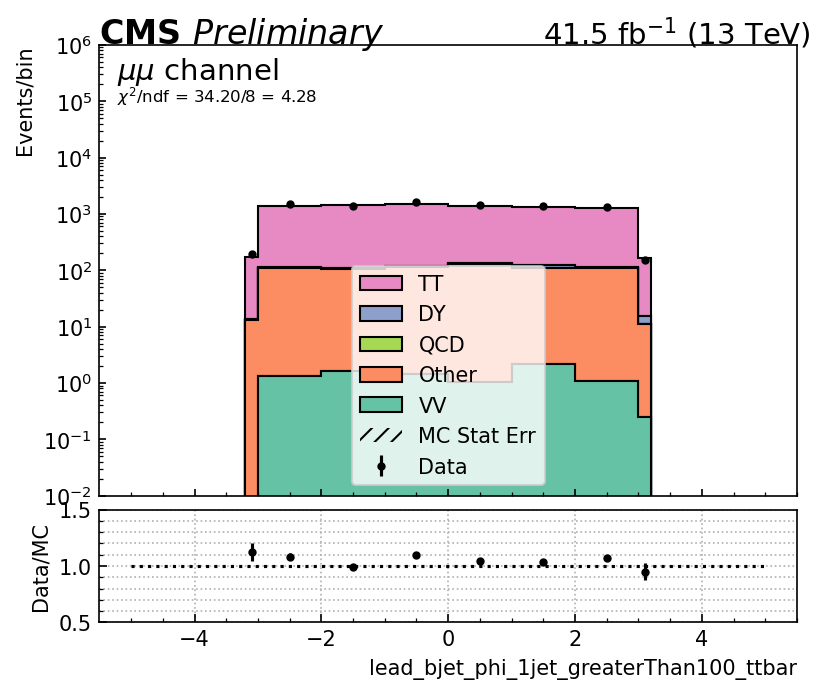 CMS Preliminary 41.5 fb⁻¹ (13 TeV)
μμ channel
χ²/ndf = 34.20/8 = 4.28
Events/bin
10⁶
10⁵
10⁴
10³
10²
10¹
10⁰
10⁻¹
10⁻²
TT
DY
QCD
Other
VV
MC Stat Err
Data
Data/MC
1.5
1.0
0.5
−4 −2 0 2 4
lead_bjet_phi_1jet_greaterThan100_ttbar